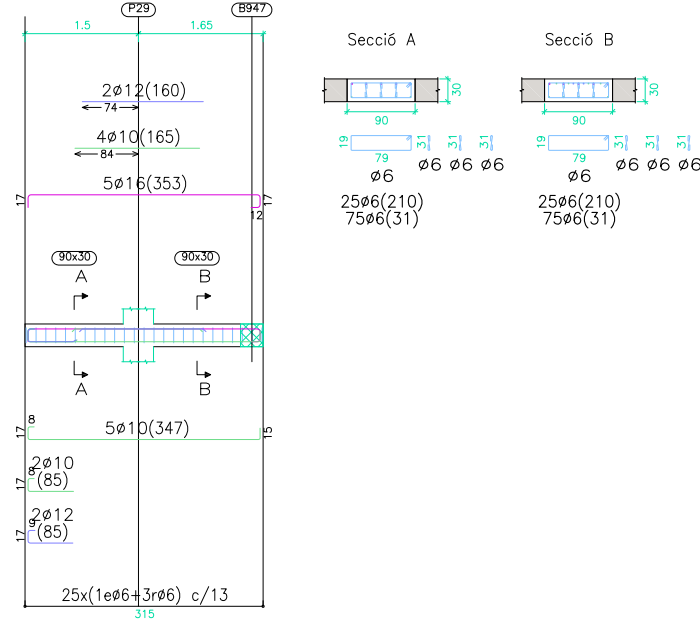 P29
B947
1.5
1.65
2ø12(160)
74
4ø10(165)
84
5ø16(353)
17
17
12
90x30
90x30
A
B
A
B
8
5ø10(347)
17
15
2ø10
8
(85)
17
2ø12
9
(85)
17
25x(1eø6+3rø6) c/13
315
Secció A
30
90
19
79
31
31
31
ø6
ø6
ø6
ø6
25ø6(210)
75ø6(31)
Secció B
30
90
19
79
31
31
31
ø6
ø6
ø6
ø6
25ø6(210)
75ø6(31)